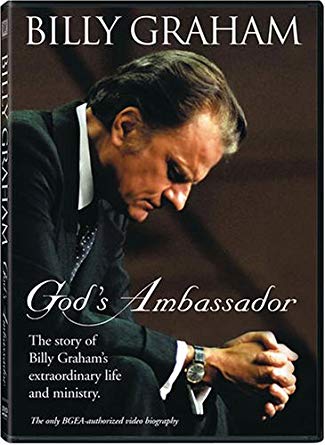 BILLY GRAHAM
BILLY GRAHAM God's Ambassador
God's Ambassador
The story of
Billy Graham's
extraordinary life
and ministry.
The only BGEA-authorized video biography